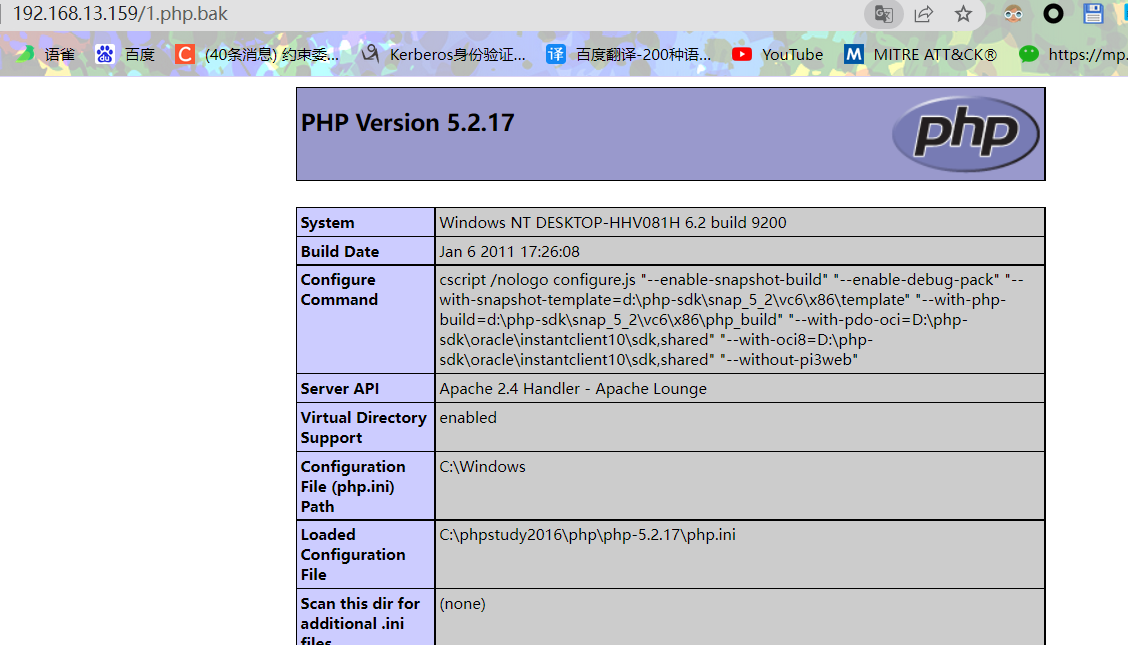 192.168.13.159/1.php.bak
语雀 百度 C (40条消息) 约束委... Kerberos身份验证... 译 百度翻译-200种语... YouTube M MITRE ATT&CK® https://mp.
PHP Version 5.2.17
php
System Windows NT DESKTOP-HHV081H 6.2 build 9200
Build Date Jan 6 2011 17:26:08
Configure cscript /nologo configure.js "--enable-snapshot-build" "--enable-debug-pack" "--
Command with-snapshot-template=d:\php-sdk\snap_5_2\vc6\x86\template" "--with-php-
build=d:\php-sdk\snap_5_2\vc6\x86\php_build" "--with-pdo-oci=D:\php-
sdk\oracle\instantclient10\sdk,shared" "--with-oci8=D:\php-
sdk\oracle\instantclient10\sdk,shared" "--without-pi3web"
Server API Apache 2.4 Handler - Apache Lounge
Virtual Directory enabled
Support
Configuration C:\Windows
File (php.ini)
Path
Loaded C:\phpstudy2016\php\php-5.2.17\php.ini
Configuration
File
Scan this dir for (none)
additional .ini
files